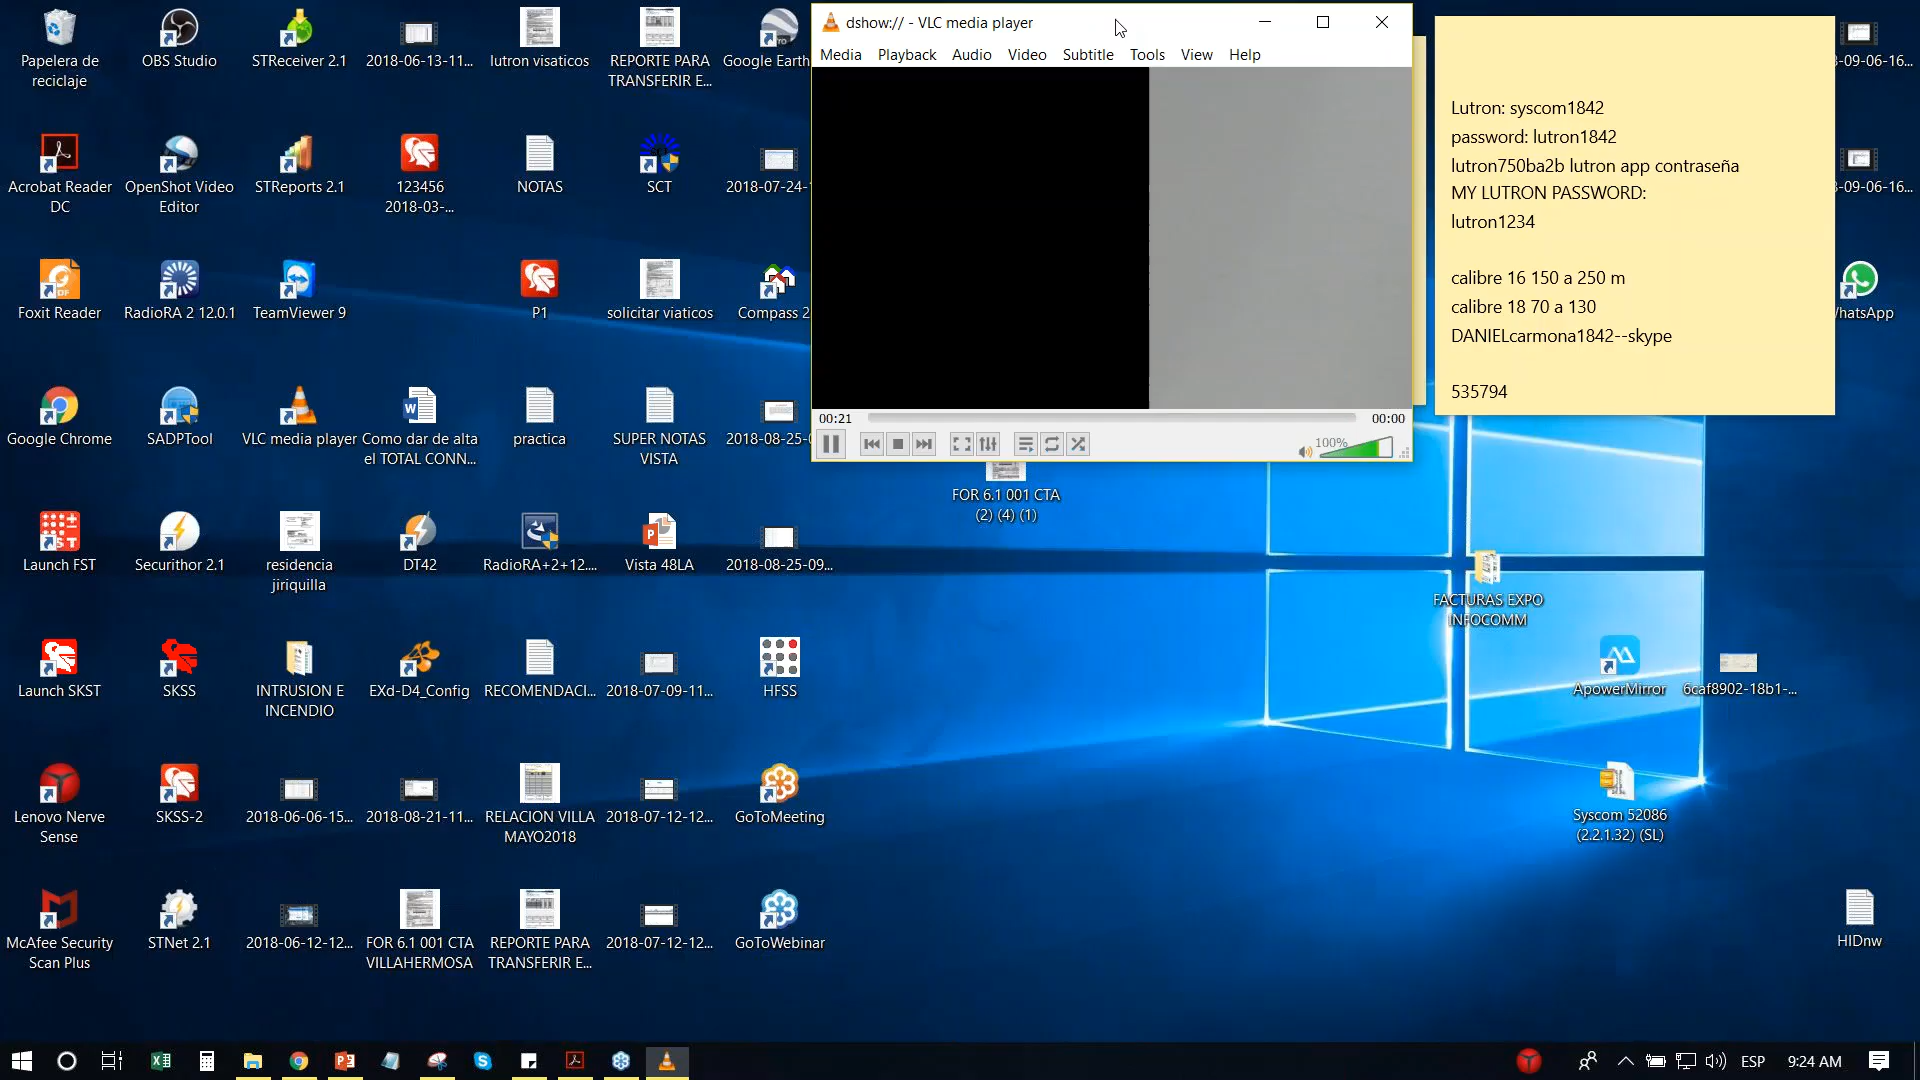 Papelera de
reciclaje
OBS Studio
STReceiver 2.1
2018-06-13-11...
lutron visaticos
REPORTE PARA
TRANSFERIR E...
Google Earth
dshow:// - VLC media player
Media Playback Audio Video Subtitle Tools View Help
00:21
00:00
100%
Lutron: syscom1842
password: lutron1842
lutron750ba2b lutron app contraseña
MY LUTRON PASSWORD:
lutron1234
calibre 16 150 a 250 m
calibre 18 70 a 130
DANIELcarmona1842--skype
535794
-09-06-16...
Acrobat Reader
DC
OpenShot Video
Editor
STReports 2.1
123456
2018-03-...
NOTAS
SCT
2018-07-24-
-09-06-16...
Foxit Reader
RadioRA 2 12.0.1
TeamViewer 9
P1
solicitar viaticos
Compass 2
WhatsApp
Google Chrome
SADPTool
VLC media player
Como dar de alta
el TOTAL CONN...
practica
SUPER NOTAS
VISTA
2018-08-25-
FOR 6.1 001 CTA
(2) (4) (1)
Launch FST
Securithor 2.1
residencia
jiriquilla
DT42
RadioRA+2+12....
Vista 48LA
2018-08-25-09...
FACTURAS EXPO
INFOCOMM
Launch SKST
SKSS
INTRUSION E
INCENDIO
EXd-D4_Config
RECOMENDACI...
2018-07-09-11...
HFSS
ApowerMirror
6caf8902-18b1-...
Lenovo Nerve
Sense
SKSS-2
2018-06-06-15...
2018-08-21-11...
RELACION VILLA
MAYO2018
2018-07-12-12...
GoToMeeting
Syscom 52086
(2.2.1.32) (SL)
McAfee Security
Scan Plus
STNet 2.1
2018-06-12-12...
FOR 6.1 001 CTA
VILLAHERMOSA
REPORTE PARA
TRANSFERIR E...
2018-07-12-12...
GoToWebinar
HIDnw
ESP
9:24 AM